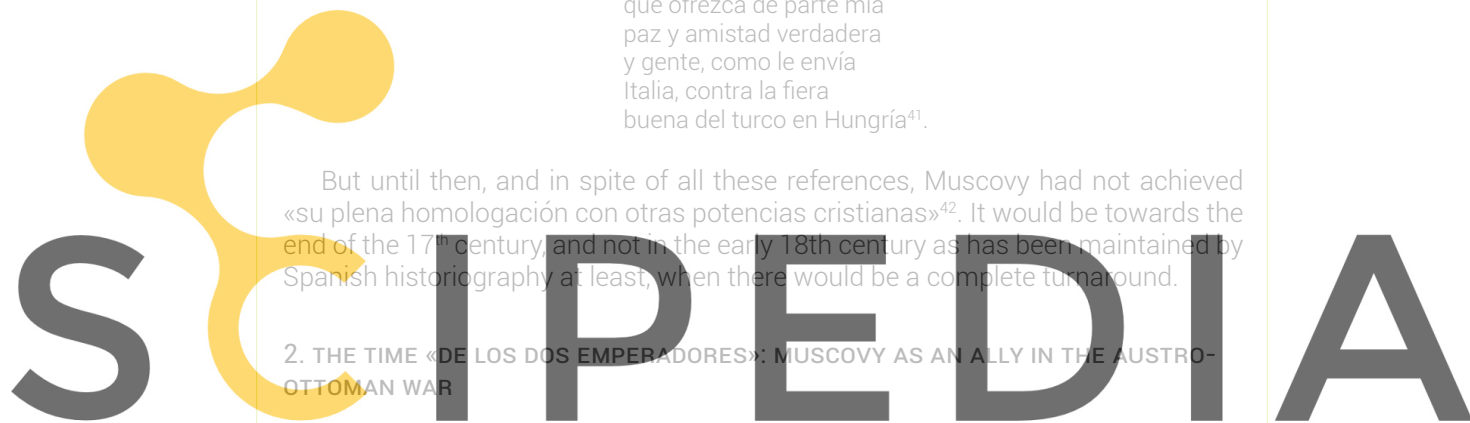 que ofrezca de parte mía
paz y amistad verdadera
y gente, como le envía
Italia, contra la fiera
buena del turco en Hungría⁴¹.
But until then, and in spite of all these references, Muscovy had not achieved
«su plena homologación con otras potencias cristianas»⁴². It would be towards the
end of the 17ᵗʰ century, and not in the early 18th century as has been maintained by
Spanish historiography at least, when there would be a complete turnaround.
2. THE TIME «DE LOS DOS EMPERADORES»: MUSCOVY AS AN ALLY IN THE AUSTRO-
OTTOMAN WAR
SCIPEDIA